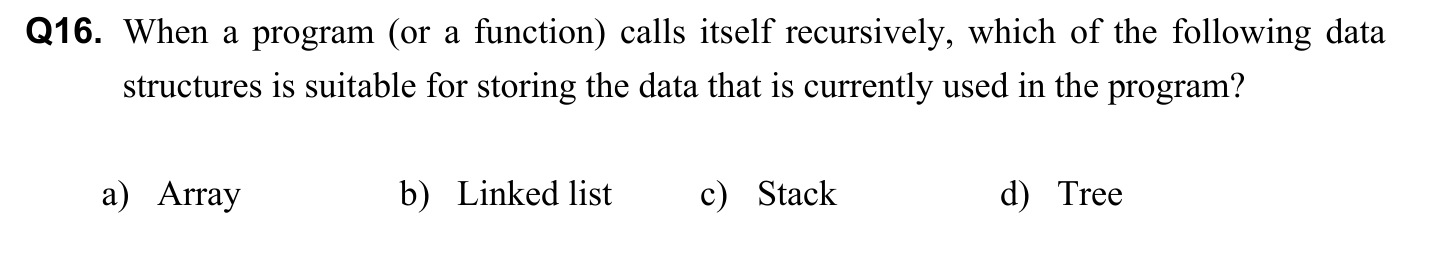 Q16. When a program (or a function) calls itself recursively, which of the following data
structures is suitable for storing the data that is currently used in the program?
a) Array b) Linked list c) Stack d) Tree